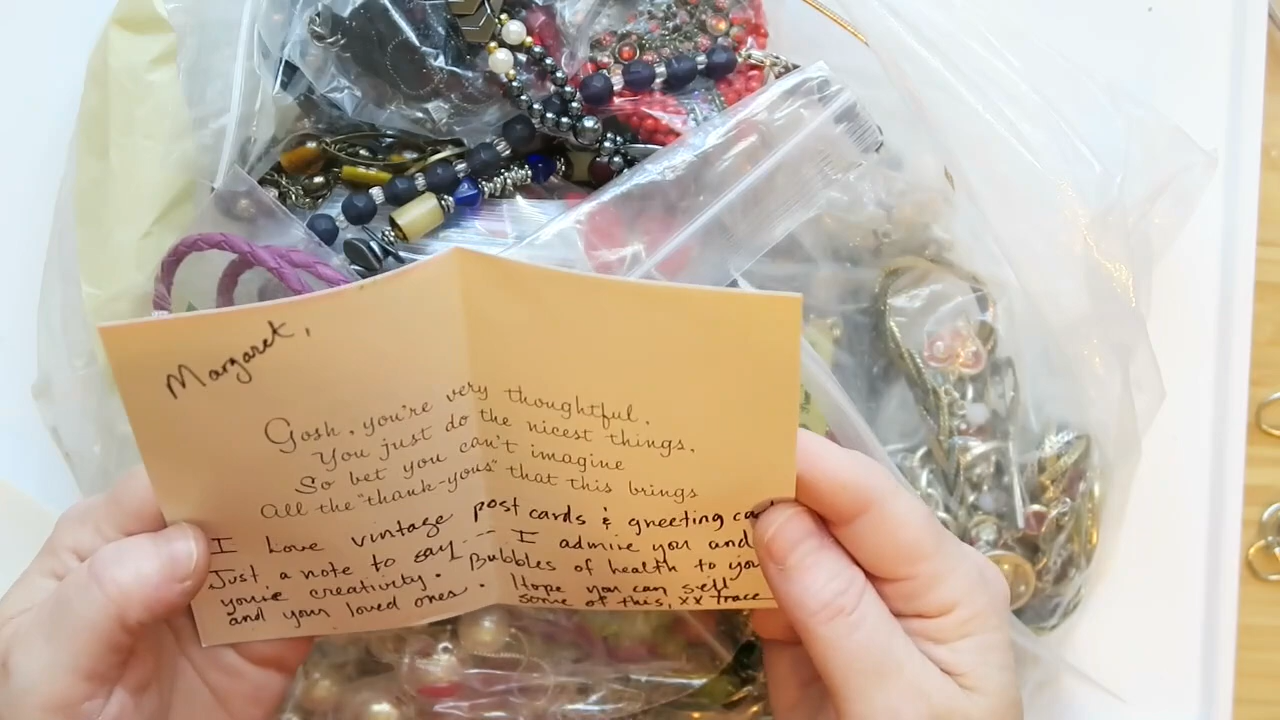 Margaret,
Gosh, you're very thoughtful,
You just do the nicest things,
So bet you can't imagine
All the "thank-yous" that this brings
I Love vintage post cards & greeting
Just a note to say --- I admire you and
youre creativity. Bubbles of health to you
and your loved ones. Hope you can sell
some of this, xx Trace